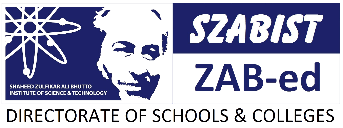 SHAHEED ZULFIKAR ALI BHUTTO
INSTITUTE OF SCIENCE & TECHNOLOGY
SZABIST
ZAB-ed
DIRECTORATE OF SCHOOLS & COLLEGES